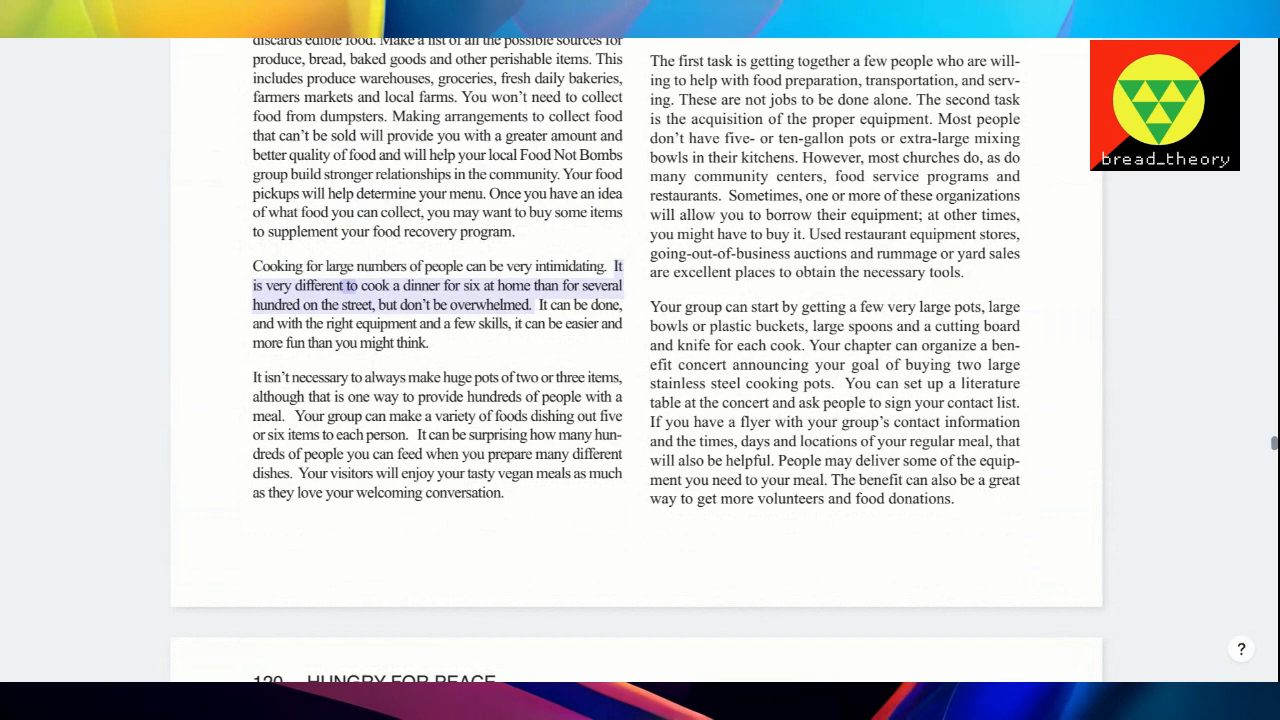 discards edible food. Make a list of all the possible sources for
produce, bread, baked goods and other perishable items. This
includes produce warehouses, groceries, fresh daily bakeries,
farmers markets and local farms. You won't need to collect
food from dumpsters. Making arrangements to collect food
that can't be sold will provide you with a greater amount and
better quality of food and will help your local Food Not Bombs
group build stronger relationships in the community. Your food
pickups will help determine your menu. Once you have an idea
of what food you can collect, you may want to buy some items
to supplement your food recovery program.
Cooking for large numbers of people can be very intimidating. It
is very different to cook a dinner for six at home than for several
hundred on the street, but don't be overwhelmed. It can be done,
and with the right equipment and a few skills, it can be easier and
more fun than you might think.
It isn't necessary to always make huge pots of two or three items,
although that is one way to provide hundreds of people with a
meal. Your group can make a variety of foods dishing out five
or six items to each person. It can be surprising how many hun-
dreds of people you can feed when you prepare many different
dishes. Your visitors will enjoy your tasty vegan meals as much
as they love your welcoming conversation.
The first task is getting together a few people who are will-
ing to help with food preparation, transportation, and serv-
ing. These are not jobs to be done alone. The second task
is the acquisition of the proper equipment. Most people
don't have five- or ten-gallon pots or extra-large mixing
bowls in their kitchens. However, most churches do, as do
many community centers, food service programs and
restaurants. Sometimes, one or more of these organizations
will allow you to borrow their equipment; at other times,
you might have to buy it. Used restaurant equipment stores,
going-out-of-business auctions and rummage or yard sales
are excellent places to obtain the necessary tools.
Your group can start by getting a few very large pots, large
bowls or plastic buckets, large spoons and a cutting board
and knife for each cook. Your chapter can organize a ben-
efit concert announcing your goal of buying two large
stainless steel cooking pots. You can set up a literature
table at the concert and ask people to sign your contact list.
If you have a flyer with your group's contact information
and the times, days and locations of your regular meal, that
will also be helpful. People may deliver some of the equip-
ment you need to your meal. The benefit can also be a great
way to get more volunteers and food donations.
bread_theory
?
120 HUNGRY FOR PEACE